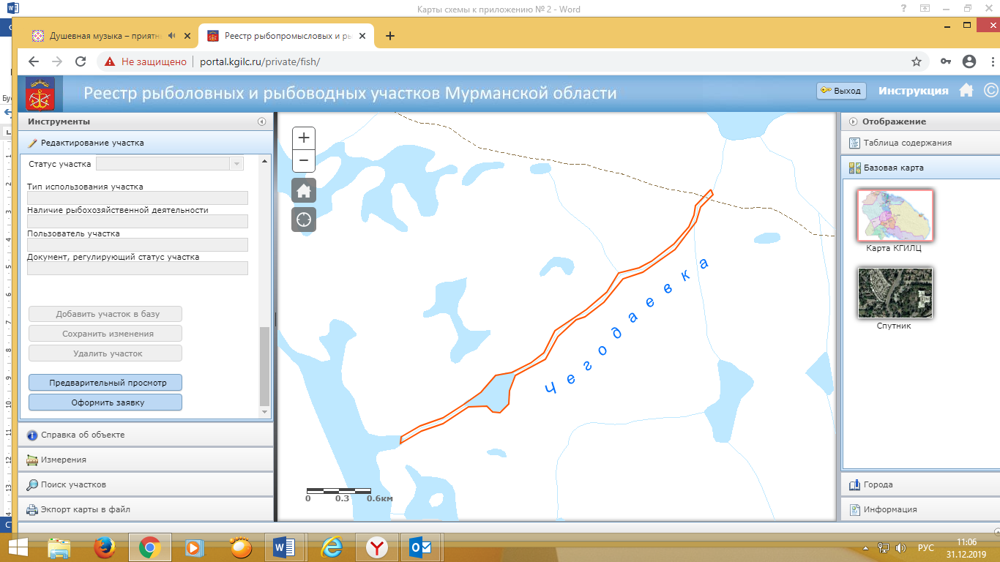 Карты схемы к приложению № 2 - Word
Душевная музыка – приятн
Реестр рыбопромысловых и ры
Не защищено
portal.kgilc.ru/private/fish/
Реестр рыболовных и рыбоводных участков Мурманской области
Выход
Инструкция
Инструменты
Редактирование участка
Статус участка
Тип использования участка
Наличие рыбохозяйственной деятельности
Пользователь участка
Документ, регулирующий статус участка
Добавить участок в базу
Сохранить изменения
Удалить участок
Предварительный просмотр
Оформить заявку
Справка об объекте
Измерения
Поиск участков
Экспорт карты в файл
+
−
Чегодаевка
0 0.3 0.6км
Отображение
Таблица содержания
Базовая карта
Карта КГИЛЦ
Спутник
Города
Информация
РУС
11:06
31.12.2019